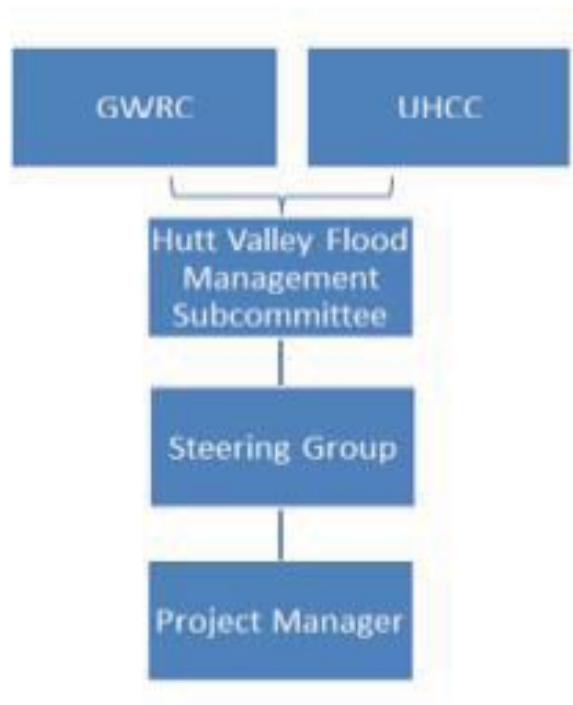 GWRC
UHCC
Hutt Valley Flood
Management
Subcommittee
Steering Group
Project Manager